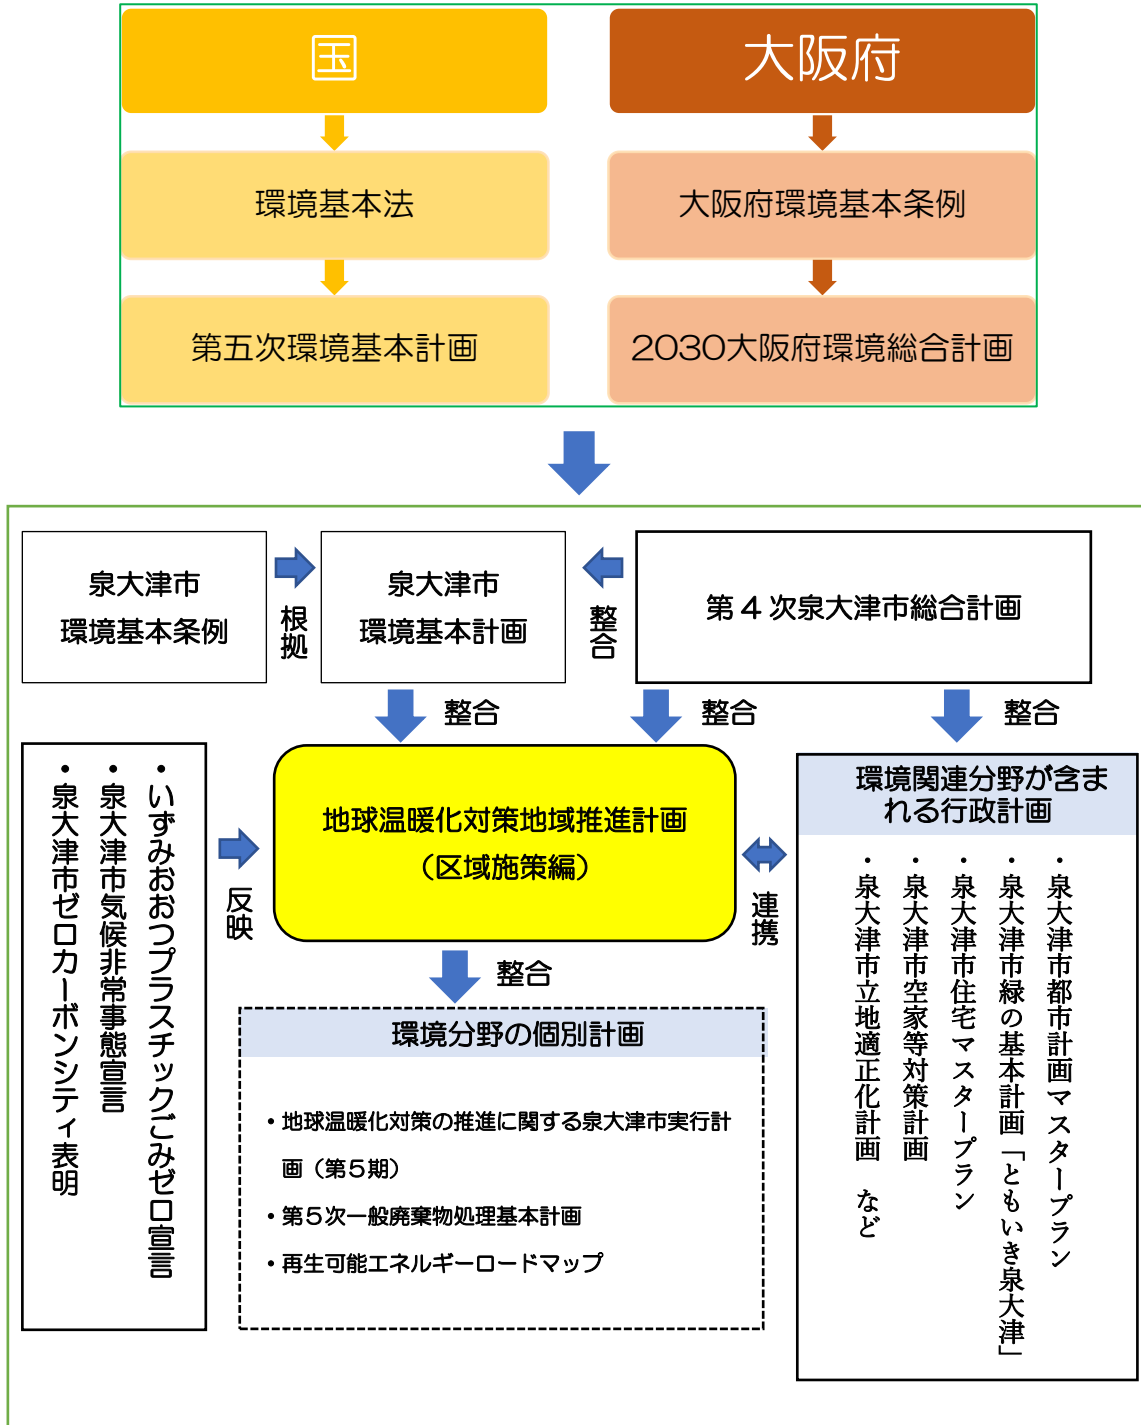 国
大阪府
環境基本法
大阪府環境基本条例
第五次環境基本計画
2030大阪府環境総合計画
泉大津市
環境基本条例
根拠
泉大津市
環境基本計画
整合
第４次泉大津市総合計画
整合
整合
整合
・いずみおおつプラスチックごみゼロ宣言
・泉大津市気候非常事態宣言
・泉大津市ゼロカーボンシティ表明
反映
地球温暖化対策地域推進計画
（区域施策編）
連携
環境関連分野が含ま
れる行政計画
・泉大津市都市計画マスタープラン
・泉大津市緑の基本計画「ともいき泉大津」
・泉大津市住宅マスタープラン
・泉大津市空家等対策計画
・泉大津市立地適正化計画　など
整合
環境分野の個別計画
・地球温暖化対策の推進に関する泉大津市実行計
画（第５期）
・第５次一般廃棄物処理基本計画
・再生可能エネルギーロードマップ